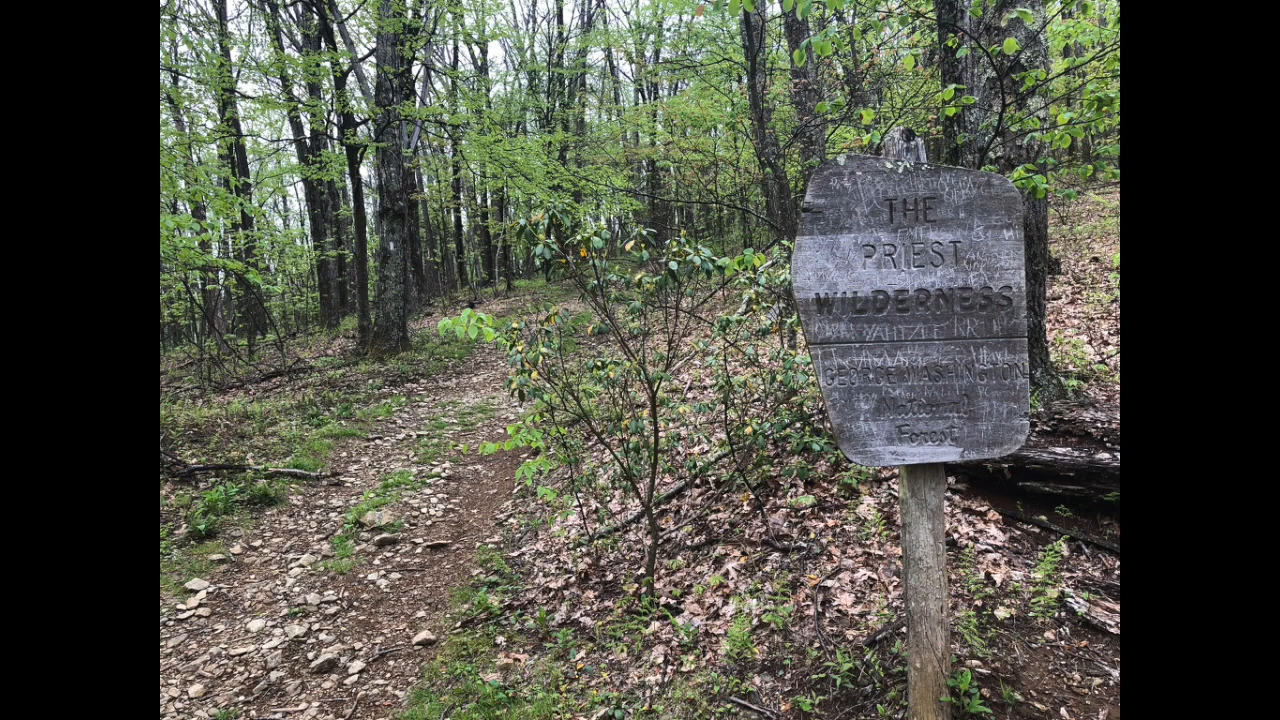 THE
PRIEST
WILDERNESS
GEORGE WASHINGTON
National
Forest